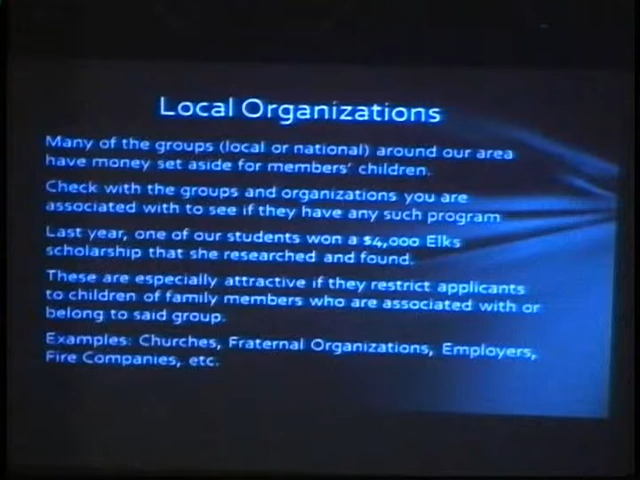 Local Organizations
Many of the groups (local or national) around our area
have money set aside for members' children.
Check with the groups and organizations you are
associated with to see if they have any such program
Last year, one of our students won a $4,000 Elks
scholarship that she researched and found.
These are especially attractive if they restrict applicants
to children of family members who are associated with or
belong to said group.
Examples: Churches, Fraternal Organizations, Employers,
Fire Companies, etc.